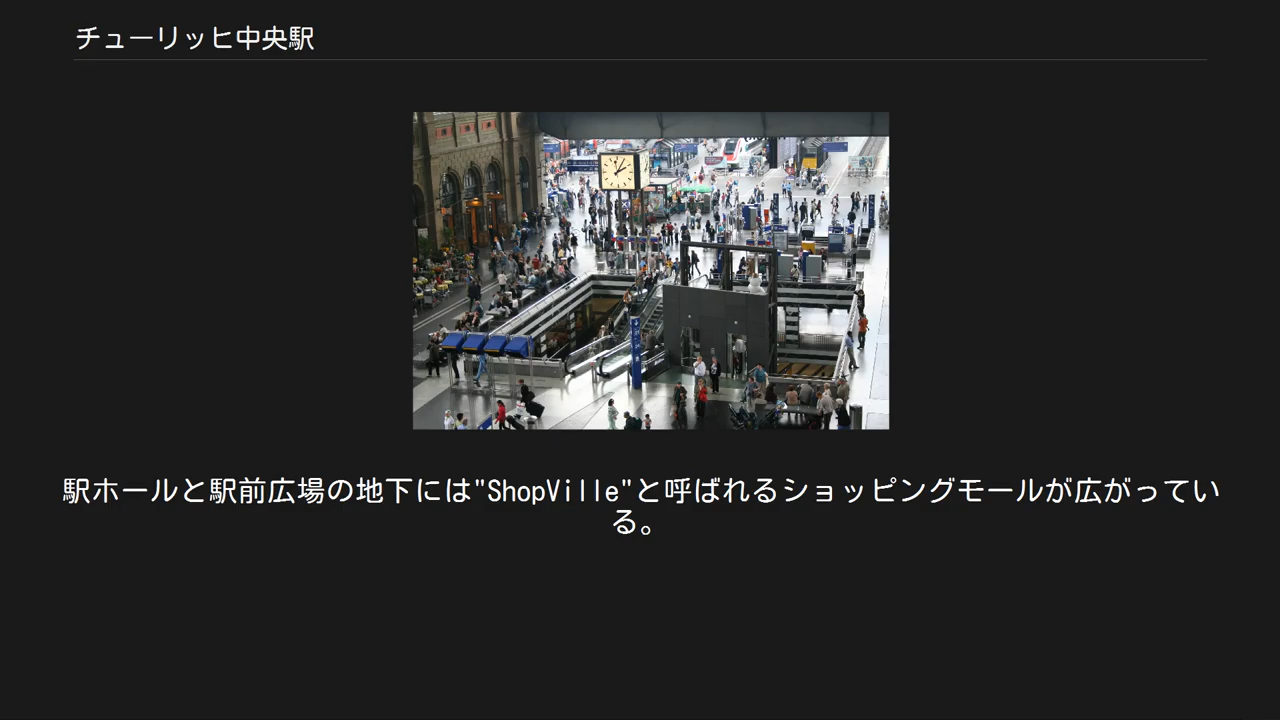 チューリッヒ中央駅
駅ホールと駅前広場の地下には"ShopVille"と呼ばれるショッピングモールが広がってい
る。